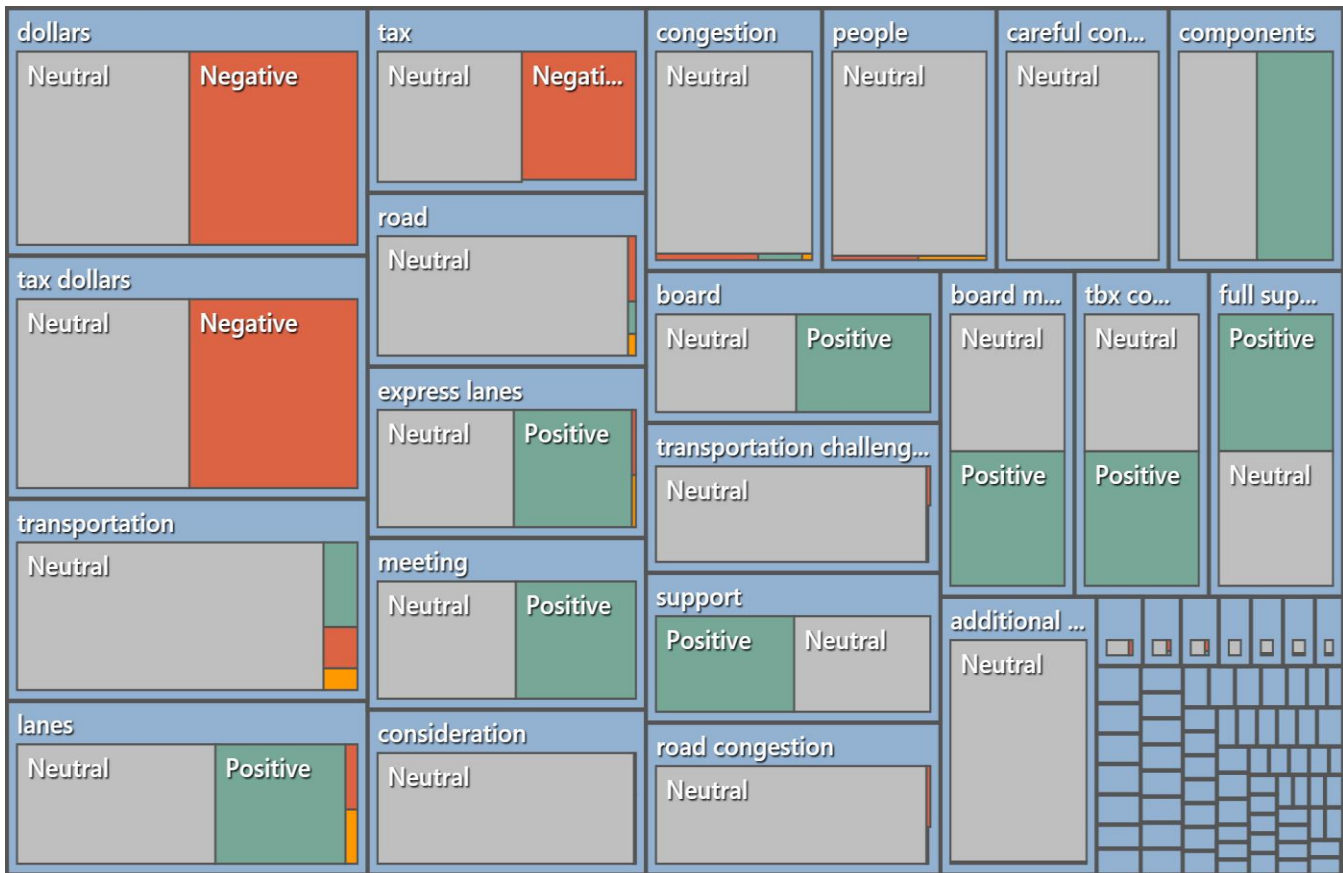 dollars
Neutral
Negative
tax dollars
Neutral
Negative
transportation
Neutral
lanes
Neutral
Positive
tax
Neutral
Negati...
road
Neutral
express lanes
Neutral
Positive
meeting
Neutral
Positive
consideration
Neutral
congestion
Neutral
people
Neutral
careful con...
Neutral
components
board
Neutral
Positive
transportation challeng...
Neutral
support
Positive
Neutral
road congestion
Neutral
board m...
Neutral
Positive
tbx co...
Neutral
Positive
full sup...
Positive
Neutral
additional ...
Neutral